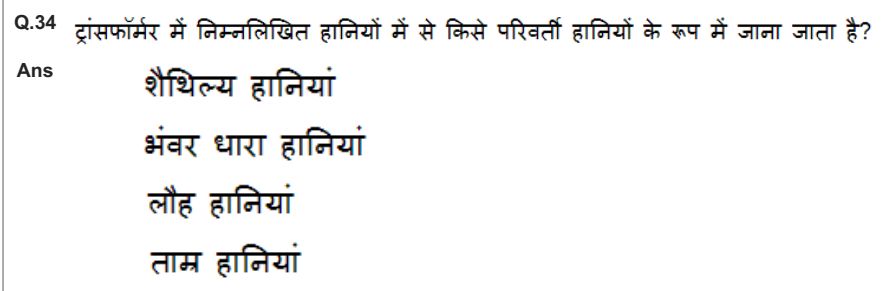 Q.34 ट्रांसफॉर्मर में निम्नलिखित हानियों में से किसे परिवर्ती हानियों के रूप में जाना जाता है?
Ans शैथिल्य हानियां
भंवर धारा हानियां
लौह हानियां
ताम्र हानियां